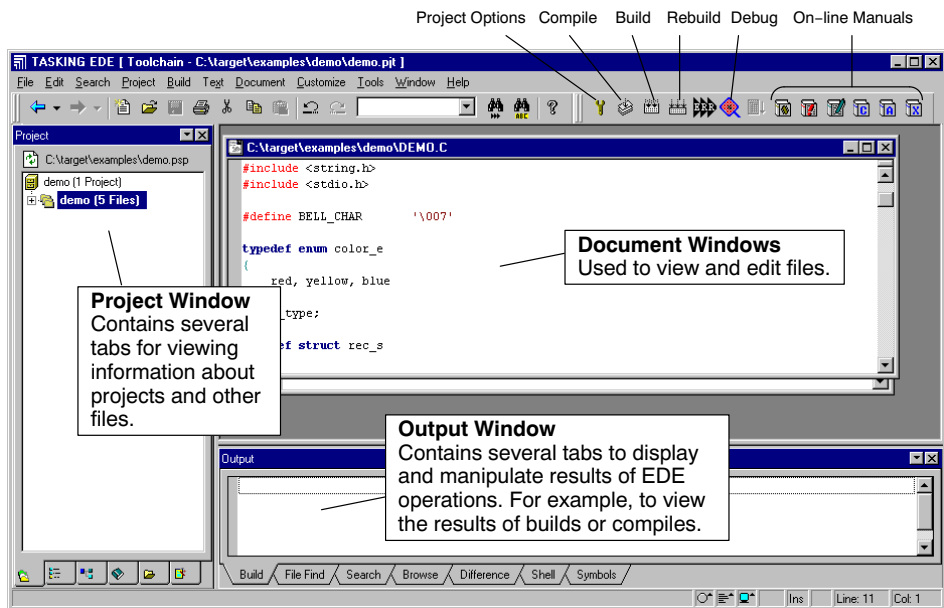 Project Options Compile Build Rebuild Debug On-line Manuals
TASKING EDE [ Toolchain - C:\target\examples\demo\demo.pjt ]
File Edit Search Project Build Text Document Customize Tools Window Help
ABC
Project
C:\target\examples\demo.psp
demo (1 Project)
demo (5 Files)
C:\target\examples\demo\DEMO.C
#include <string.h>
#include <stdio.h>
#define BELL_CHAR '\007'
typedef enum color_e
{
red, yellow, blue
_type;
ef struct rec_s
Document Windows
Used to view and edit files.
Project Window
Contains several
tabs for viewing
information about
projects and other
files.
Output Window
Contains several tabs to display
and manipulate results of EDE
operations. For example, to view
the results of builds or compiles.
Output
Build File Find Search Browse Difference Shell Symbols
Ins Line: 11 Col: 1